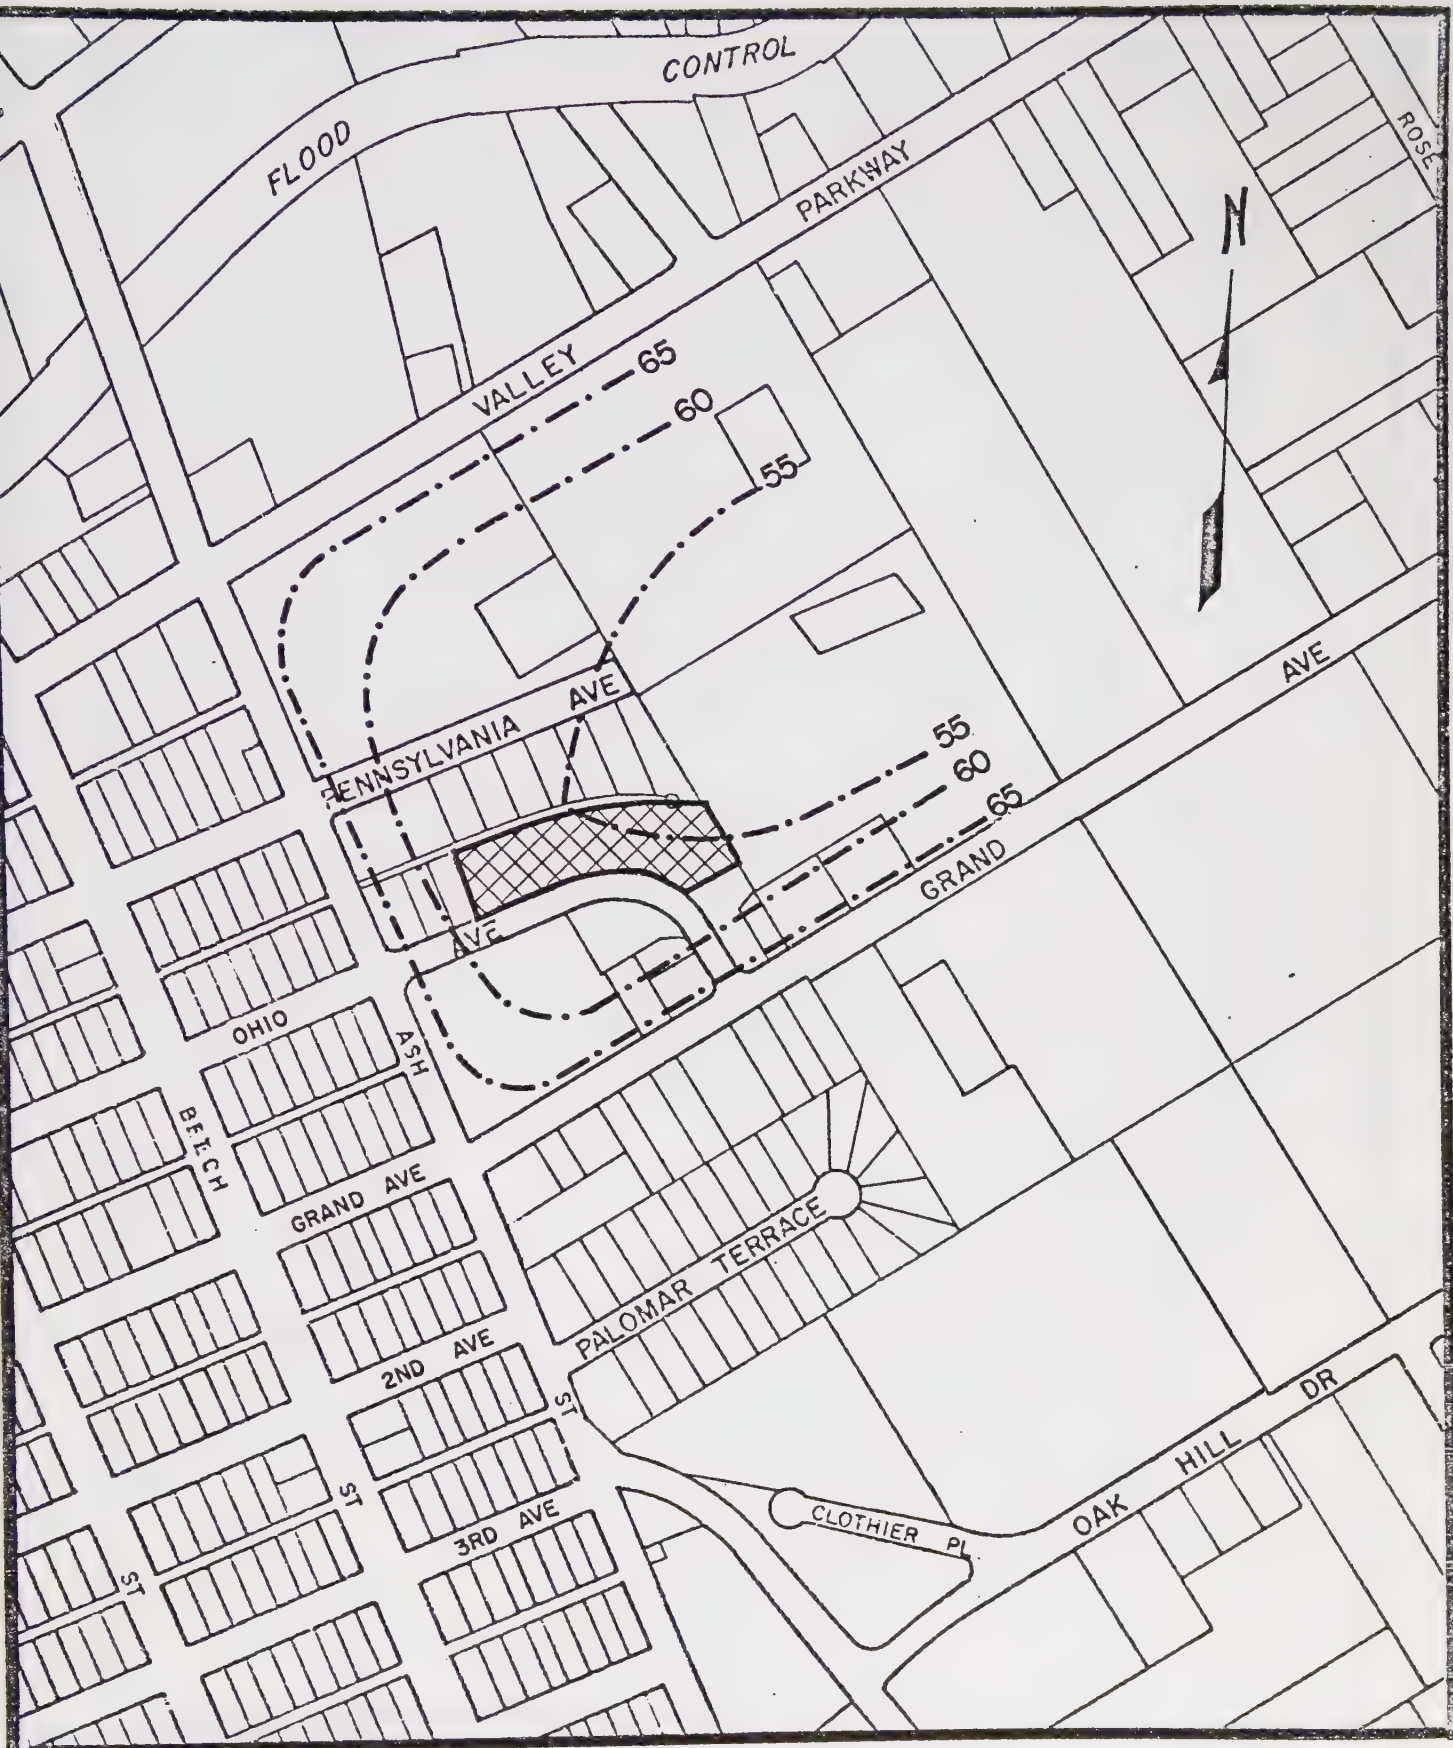 CONTROL
FLOOD
ROSE
PARKWAY
N
VALLEY
65
60
55
AVE
PENNSYLVANIA AVE
55
60
65
GRAND
AVE
OHIO
ASH
BEECH
GRAND AVE
PALOMAR TERRACE
2ND AVE
ST
DR
HILL
OAK
CLOTHIER PL
ST
3RD AVE
ST